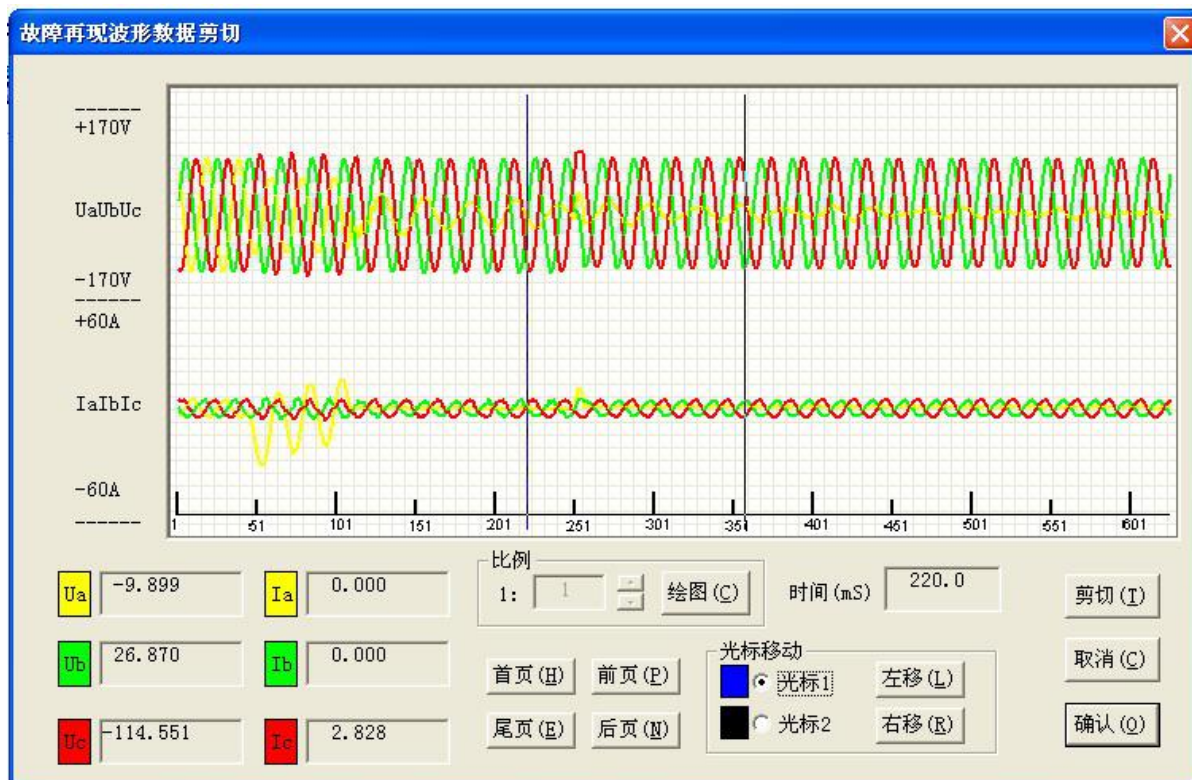 故障再现波形数据剪切
------
+170V
UaUbUc
-170V
------
+60A
IaIbIc
-60A
------
1 51 101 151 201 251 301 351 401 451 501 551 601
Ua -9.899 Ia 0.000
Ub 26.870 Ib 0.000
Uc -114.551 Ic 2.828
比例
1: 1 绘图(C)
时间(mS) 220.0
首页(H) 前页(P)
尾页(E) 后页(N)
光标移动
光标1 左移(L)
光标2 右移(R)
剪切(T)
取消(C)
确认(O)